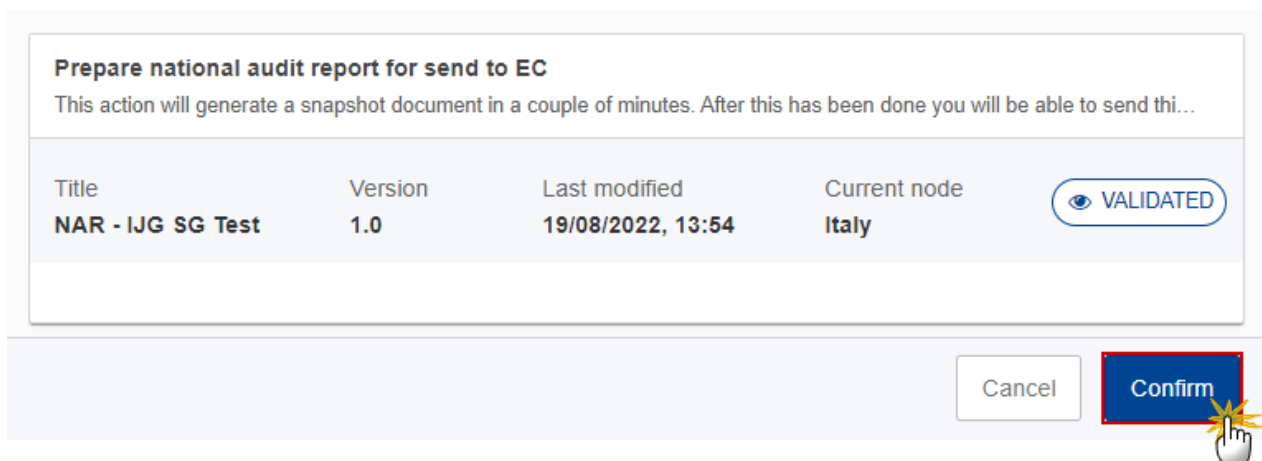 Prepare national audit report for send to EC
This action will generate a snapshot document in a couple of minutes. After this has been done you will be able to send thi...
Title Version Last modified Current node
NAR - IJG SG Test 1.0 19/08/2022, 13:54 Italy VALIDATED
Cancel Confirm